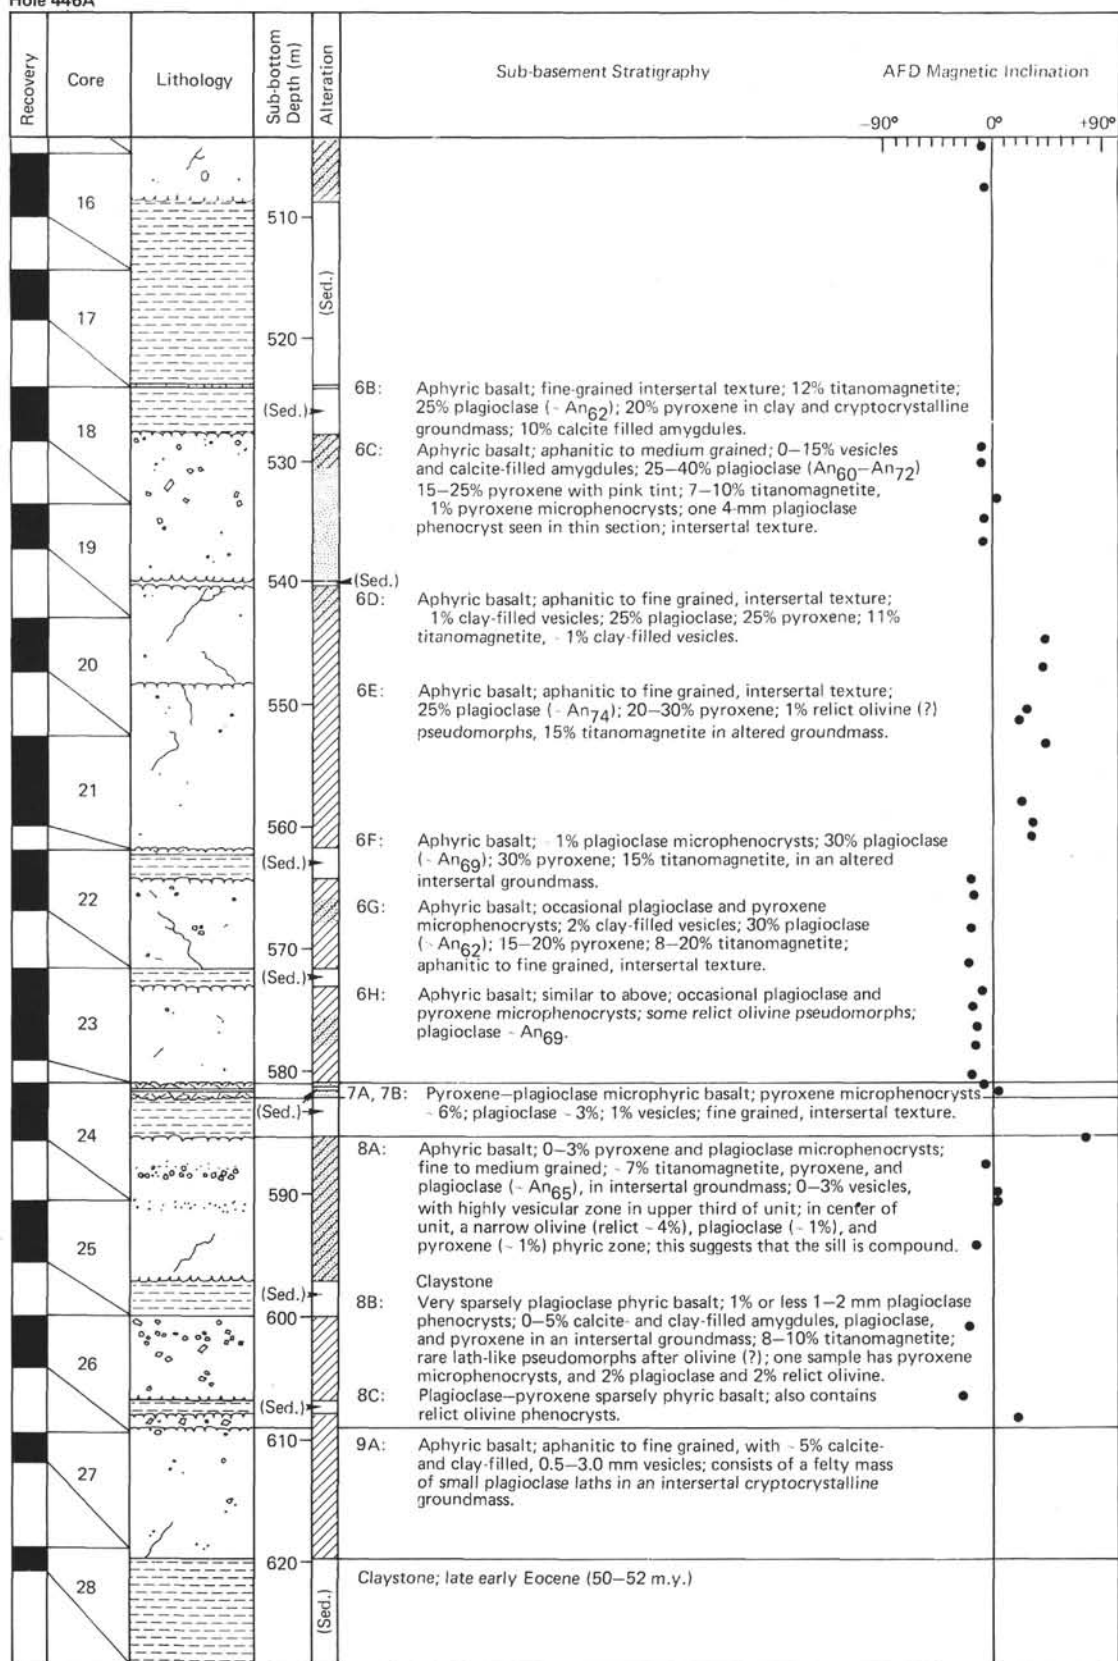 Hole 446A
Recovery
Core
Lithology
Sub-bottom
Depth (m)
Alteration
Sub-basement Stratigraphy
AFD Magnetic Inclination
−90° 0° +90°
16
510
(Sed.)
17
520
6B: Aphyric basalt; fine-grained intersertal texture; 12% titanomagnetite;
(Sed.)
25% plagioclase (~An62); 20% pyroxene in clay and cryptocrystalline
18
groundmass; 10% calcite filled amygdules.
6C: Aphyric basalt; aphanitic to medium grained; 0–15% vesicles
530
and calcite-filled amygdules; 25–40% plagioclase (An60–An72)
15–25% pyroxene with pink tint; 7–10% titanomagnetite,
1% pyroxene microphenocrysts; one 4-mm plagioclase
phenocryst seen in thin section; intersertal texture.
19
540
(Sed.)
6D: Aphyric basalt; aphanitic to fine grained, intersertal texture;
1% clay-filled vesicles; 25% plagioclase; 25% pyroxene; 11%
titanomagnetite, ~1% clay-filled vesicles.
20
6E: Aphyric basalt; aphanitic to fine grained, intersertal texture;
550
25% plagioclase (~An74); 20–30% pyroxene; 1% relict olivine (?)
pseudomorphs, 15% titanomagnetite in altered groundmass.
21
560
6F: Aphyric basalt; ~1% plagioclase microphenocrysts; 30% plagioclase
(Sed.)
(~An69); 30% pyroxene; 15% titanomagnetite, in an altered
intersertal groundmass.
22
6G: Aphyric basalt; occasional plagioclase and pyroxene
microphenocrysts; 2% clay-filled vesicles; 30% plagioclase
570
(~An62); 15–20% pyroxene; 8–20% titanomagnetite;
aphanitic to fine grained, intersertal texture.
(Sed.)
6H: Aphyric basalt; similar to above; occasional plagioclase and
pyroxene microphenocrysts; some relict olivine pseudomorphs;
23
plagioclase ~An69.
580
7A, 7B: Pyroxene–plagioclase microphyric basalt; pyroxene microphenocrysts
(Sed.)
~6%; plagioclase ~3%; 1% vesicles; fine grained, intersertal texture.
24
8A: Aphyric basalt; 0–3% pyroxene and plagioclase microphenocrysts;
fine to medium grained; ~7% titanomagnetite, pyroxene, and
590
plagioclase (~An65), in intersertal groundmass; 0–3% vesicles,
with highly vesicular zone in upper third of unit; in center of
unit, a narrow olivine (relict ~4%), plagioclase (~1%), and
25
pyroxene (~1%) phyric zone; this suggests that the sill is compound.
Claystone
(Sed.)
8B: Very sparsely plagioclase phyric basalt; 1% or less 1–2 mm plagioclase
600
phenocrysts; 0–5% calcite- and clay-filled amygdules, plagioclase,
and pyroxene in an intersertal groundmass; 8–10% titanomagnetite;
26
rare lath-like pseudomorphs after olivine (?); one sample has pyroxene
microphenocrysts, and 2% plagioclase and 2% relict olivine.
8C: Plagioclase–pyroxene sparsely phyric basalt; also contains
(Sed.)
relict olivine phenocrysts.
610
9A: Aphyric basalt; aphanitic to fine grained, with ~5% calcite-
and clay-filled, 0.5–3.0 mm vesicles; consists of a felty mass
27
of small plagioclase laths in an intersertal cryptocrystalline
groundmass.
620
Claystone; late early Eocene (50–52 m.y.)
28
(Sed.)